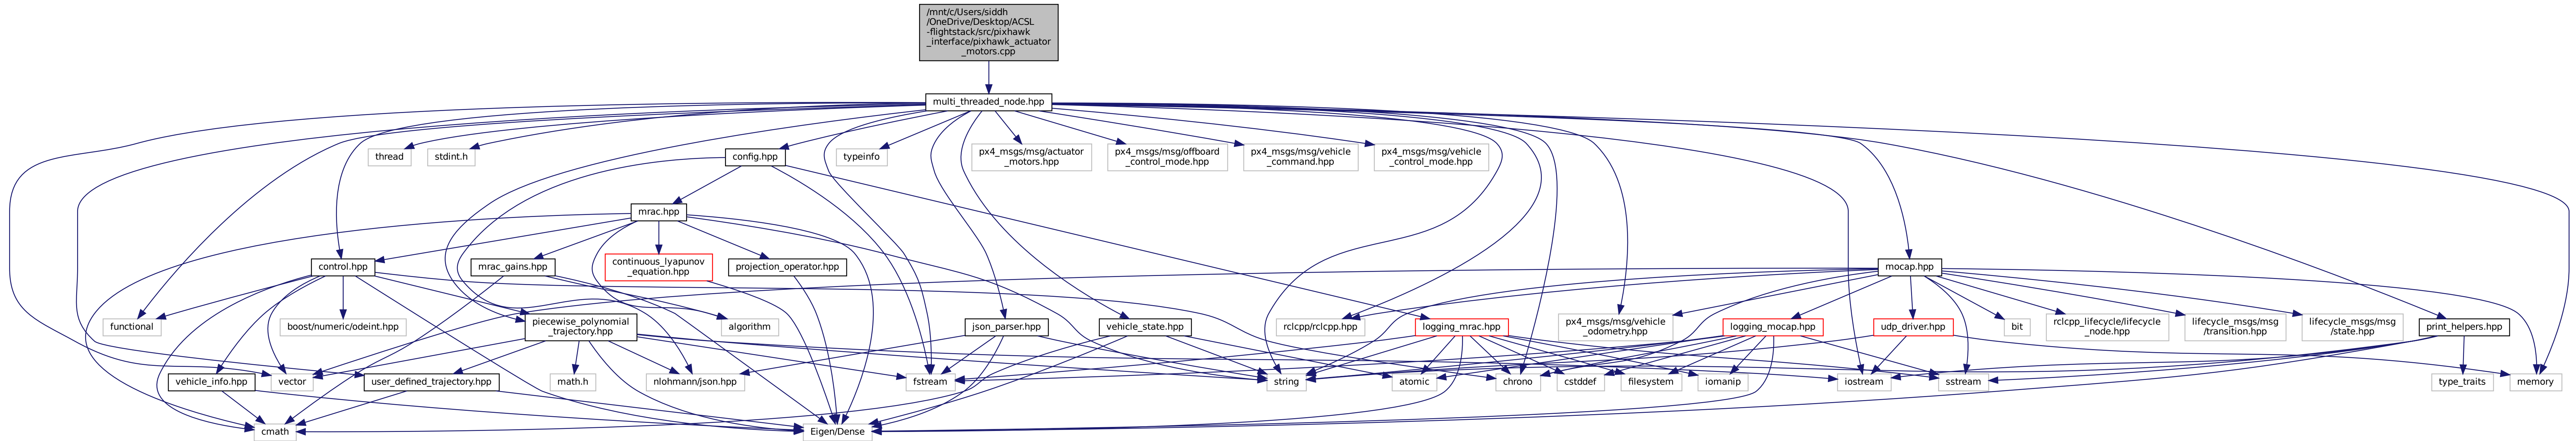 /mnt/c/Users/siddh
/OneDrive/Desktop/ACSL
-flightstack/src/pixhawk
_interface/pixhawk_actuator
_motors.cpp
multi_threaded_node.hpp
thread
stdint.h
config.hpp
typeinfo
px4_msgs/msg/actuator
_motors.hpp
px4_msgs/msg/offboard
_control_mode.hpp
px4_msgs/msg/vehicle
_command.hpp
px4_msgs/msg/vehicle
_control_mode.hpp
mrac.hpp
control.hpp
mrac_gains.hpp
continuous_lyapunov
_equation.hpp
projection_operator.hpp
mocap.hpp
functional
boost/numeric/odeint.hpp
piecewise_polynomial
_trajectory.hpp
algorithm
json_parser.hpp
vehicle_state.hpp
rclcpp/rclcpp.hpp
logging_mrac.hpp
px4_msgs/msg/vehicle
_odometry.hpp
logging_mocap.hpp
udp_driver.hpp
bit
rclcpp_lifecycle/lifecycle
_node.hpp
lifecycle_msgs/msg
/transition.hpp
lifecycle_msgs/msg
/state.hpp
print_helpers.hpp
vehicle_info.hpp
vector
user_defined_trajectory.hpp
math.h
nlohmann/json.hpp
fstream
string
atomic
chrono
cstddef
filesystem
iomanip
iostream
sstream
type_traits
memory
cmath
Eigen/Dense